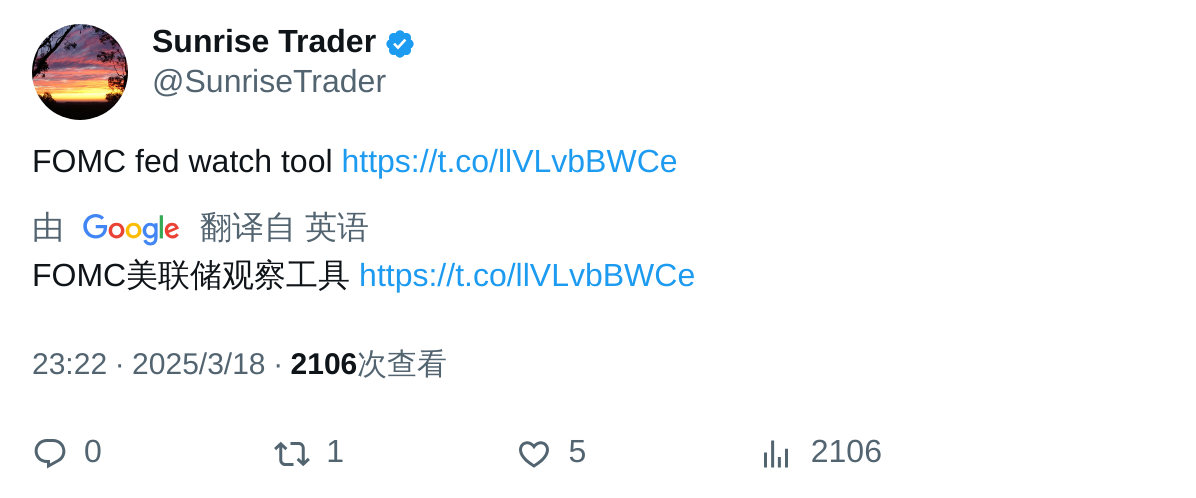 Sunrise Trader
@SunriseTrader
FOMC fed watch tool https://t.co/llVLvbBWCe
由 Google 翻译自 英语
FOMC美联储观察工具 https://t.co/llVLvbBWCe
23:22 · 2025/3/18 · 2106次查看
0 1 5 2106